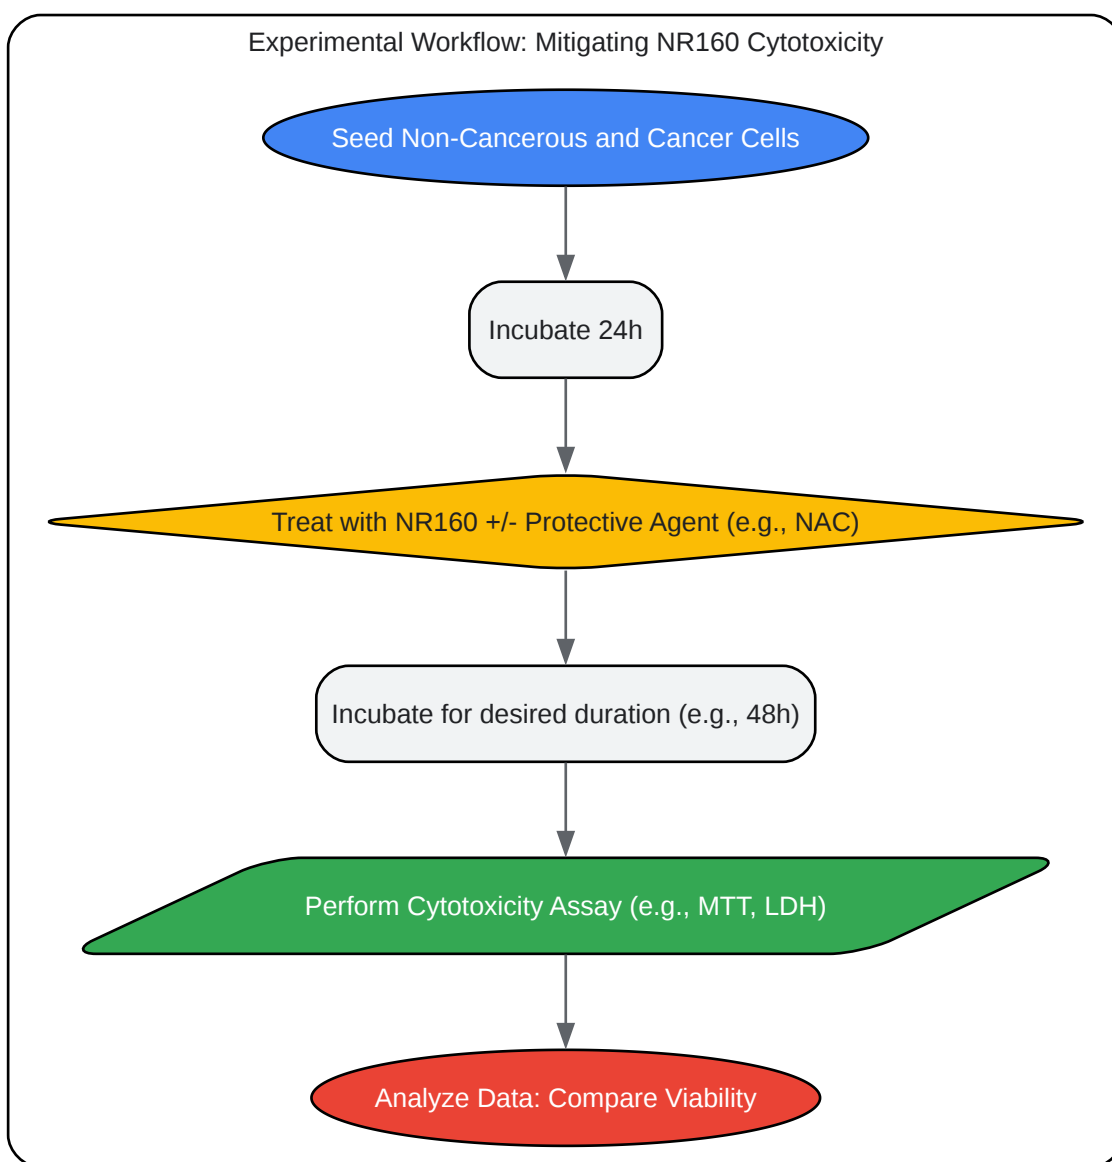 Experimental Workflow: Mitigating NR160 Cytotoxicity
Seed Non-Cancerous and Cancer Cells
Incubate 24h
Treat with NR160 +/- Protective Agent (e.g., NAC)
Incubate for desired duration (e.g., 48h)
Perform Cytotoxicity Assay (e.g., MTT, LDH)
Analyze Data: Compare Viability